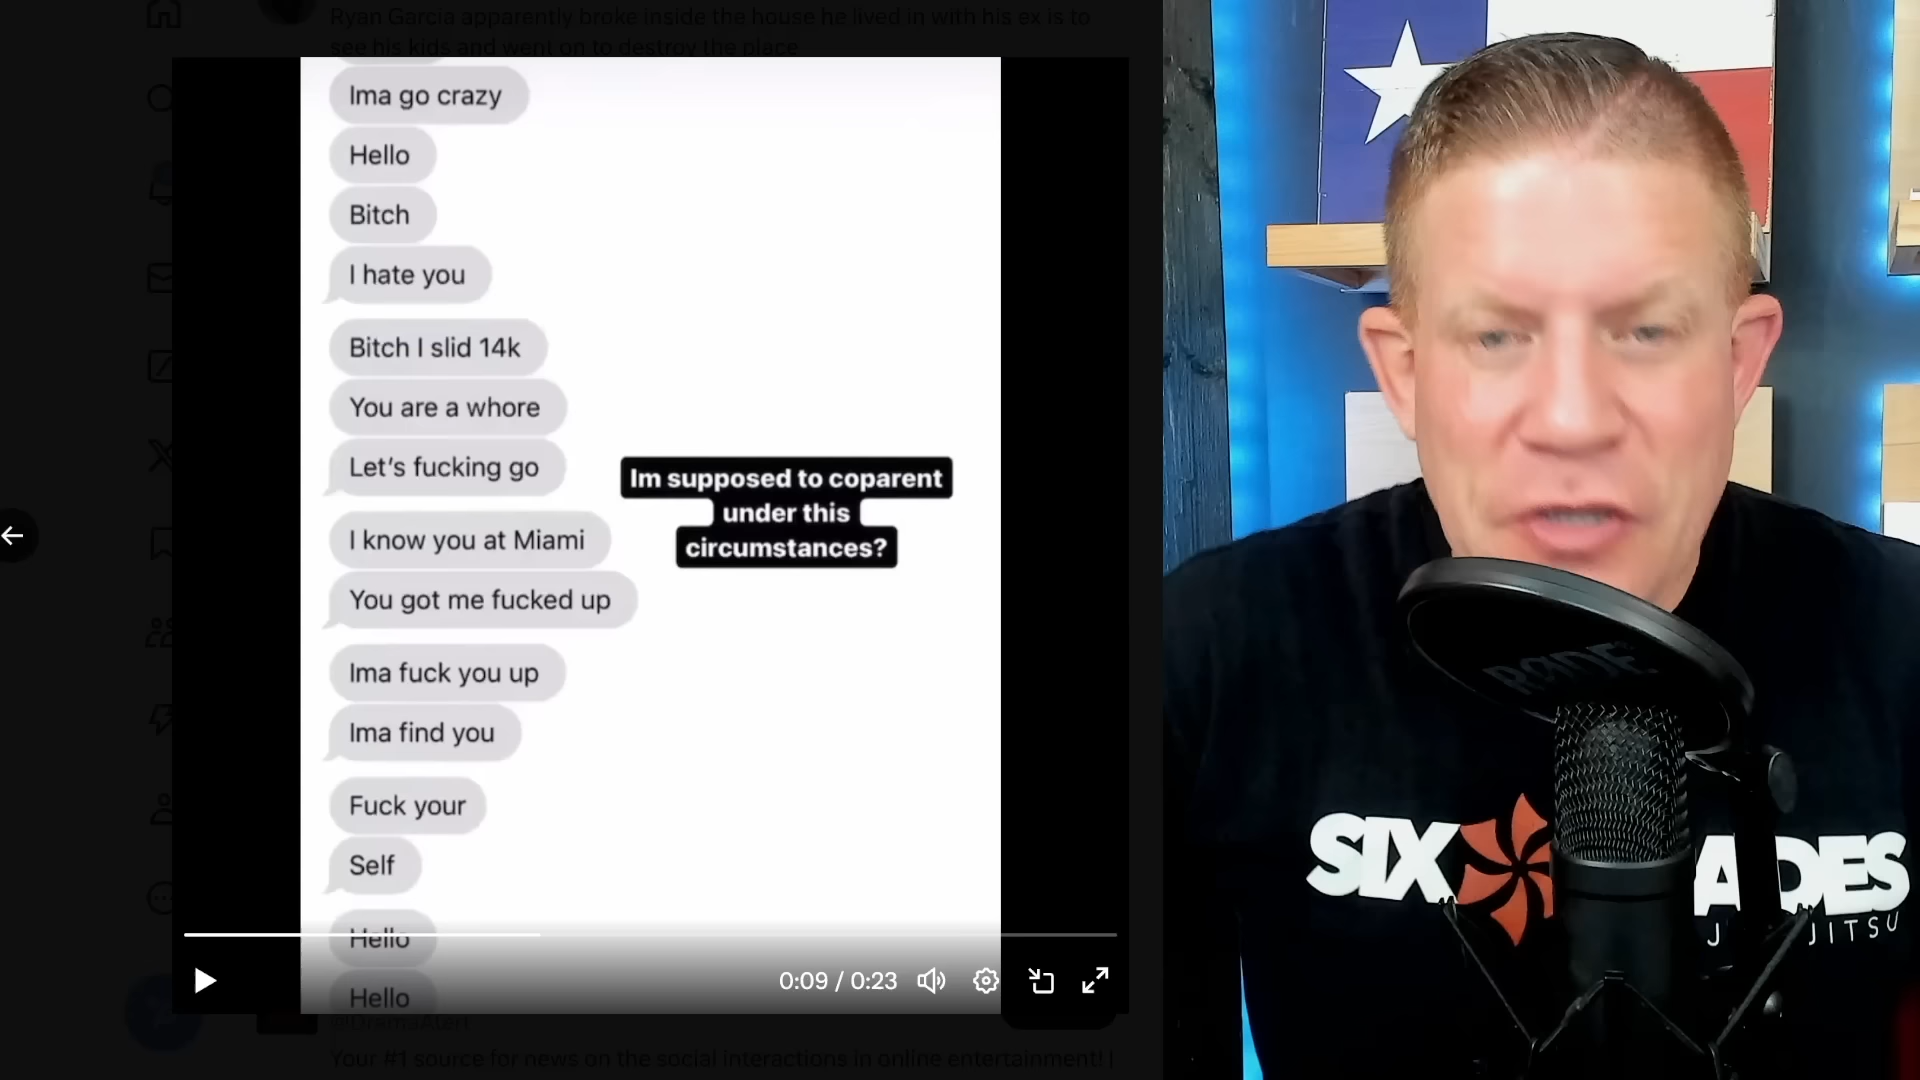 Ryan Garcia apparently broke inside the house he lived in with his ex is to
see his kids and went on to destroy the place
Ima go crazy
Hello
Bitch
I hate you
Bitch I slid 14k
You are a whore
Let's fucking go
I know you at Miami
You got me fucked up
Ima fuck you up
Ima find you
Fuck your
Self
Hello
Hello
Im supposed to coparent
under this
circumstances?
0:09 / 0:23
@DramaAlert
Your #1 source for news on the social interactions in online entertainment! |
RODE
SIX
JITSU